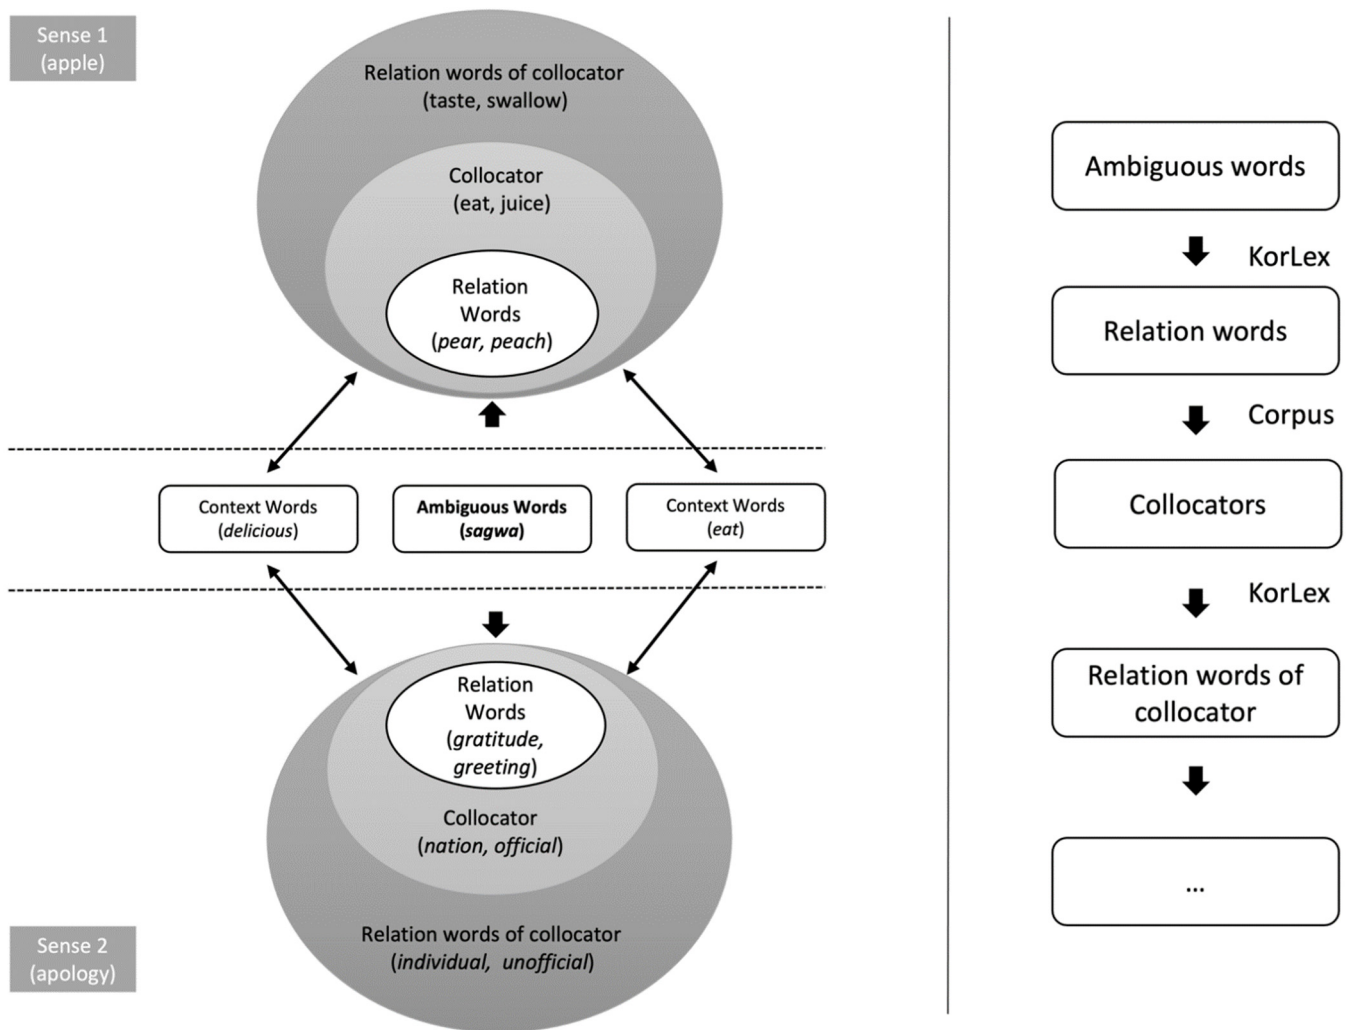 Sense 1
(apple)
Relation words of collocator
(taste, swallow)
Collocator
(eat, juice)
Relation
Words
(pear, peach)
Context Words
(delicious)
Ambiguous Words
(sagwa)
Context Words
(eat)
Relation
Words
(gratitude,
greeting)
Collocator
(nation, official)
Relation words of collocator
(individual, unofficial)
Sense 2
(apology)
Ambiguous words
KorLex
Relation words
Corpus
Collocators
KorLex
Relation words of
collocator
...